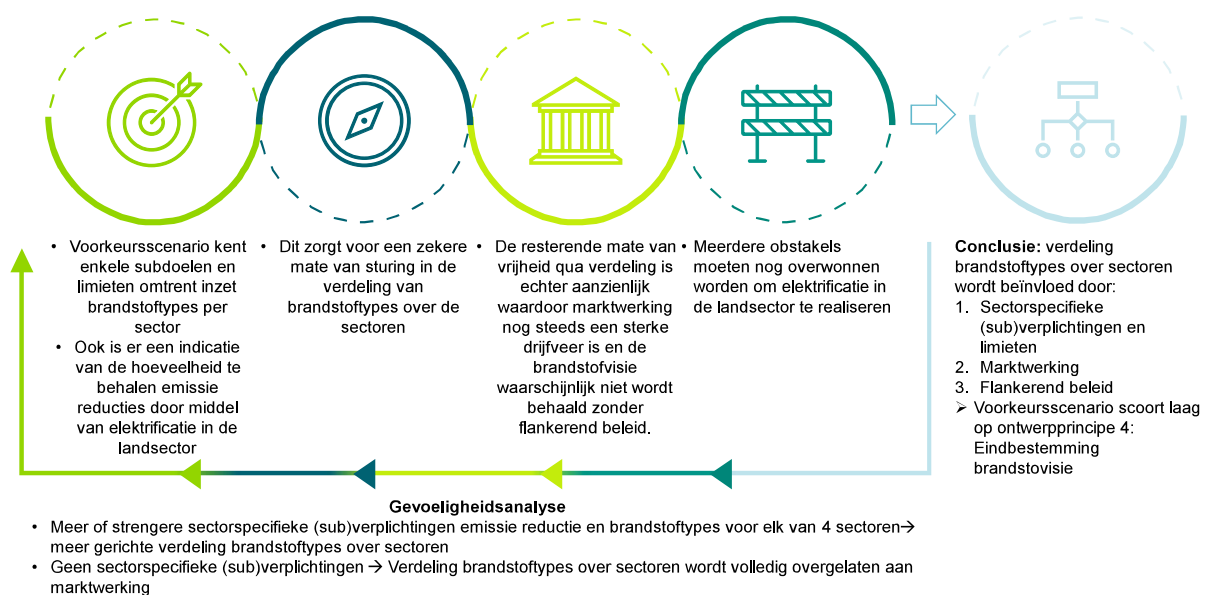 • Voorkeursscenario kent
enkele subdoelen en
limieten omtrent inzet
brandstoftypes per
sector
• Ook is er een indicatie
van de hoeveelheid te
behalen emissie
reducties door middel
van elektrificatie in de
landsector
• Dit zorgt voor een zekere
mate van sturing in de
verdeling van
brandstoftypes over de
sectoren
• De resterende mate van
vrijheid qua verdeling is
echter aanzienlijk
waardoor marktwerking
nog steeds een sterke
drijfveer is en de
brandstofvisie
waarschijnlijk niet wordt
behaald zonder
flankerend beleid.
• Meerdere obstakels
moeten nog overwonnen
worden om elektrificatie in
de landsector te realiseren
Conclusie: verdeling
brandstoftypes over sectoren
wordt beïnvloed door:
1. Sectorspecifieke
(sub)verplichtingen en
limieten
2. Marktwerking
3. Flankerend beleid
➢ Voorkeursscenario scoort laag
op ontwerpprincipe 4:
Eindbestemming
brandstovisie
Gevoeligheidsanalyse
• Meer of strengere sectorspecifieke (sub)verplichtingen emissie reductie en brandstoftypes voor elk van 4 sectoren→
meer gerichte verdeling brandstoftypes over sectoren
• Geen sectorspecifieke (sub)verplichtingen → Verdeling brandstoftypes over sectoren wordt volledig overgelaten aan
marktwerking